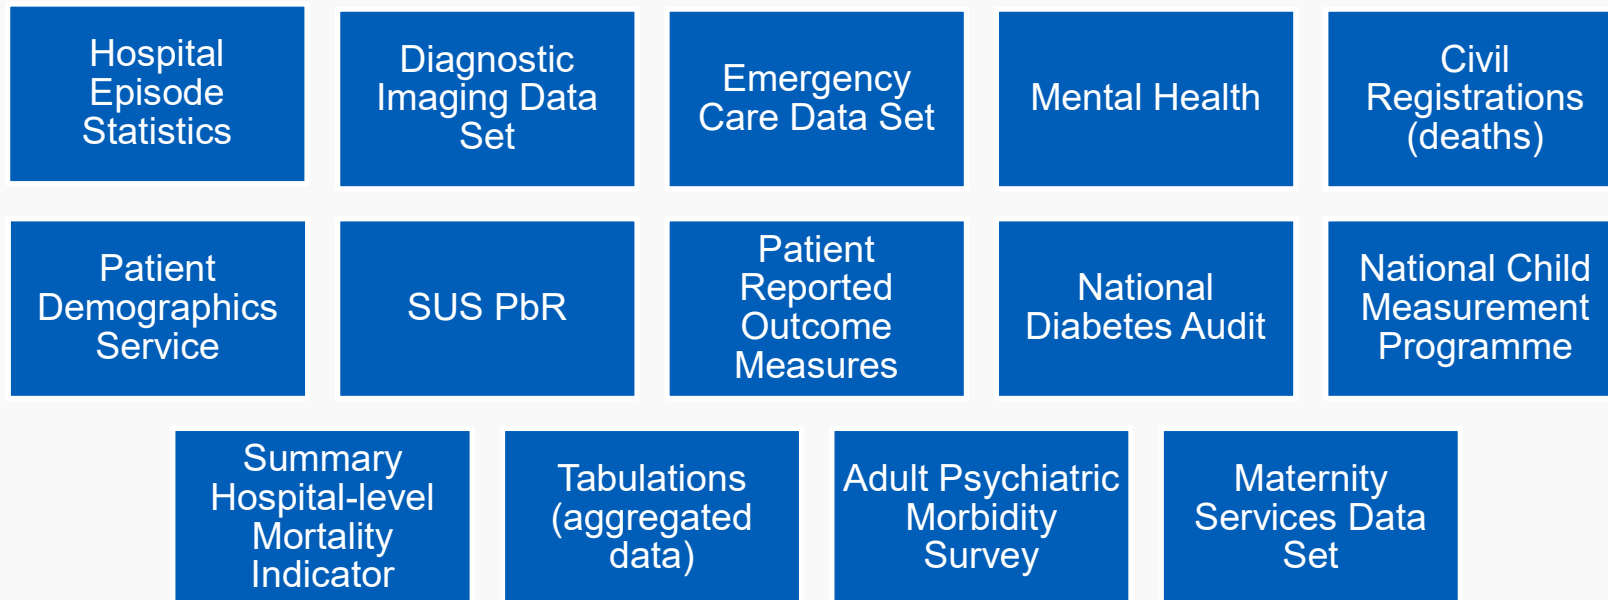 Hospital
Episode
Statistics
Diagnostic
Imaging Data
Set
Emergency
Care Data Set
Mental Health
Civil
Registrations
(deaths)
Patient
Demographics
Service
SUS PbR
Patient
Reported
Outcome
Measures
National
Diabetes Audit
National Child
Measurement
Programme
Summary
Hospital-level
Mortality
Indicator
Tabulations
(aggregated
data)
Adult Psychiatric
Morbidity
Survey
Maternity
Services Data
Set